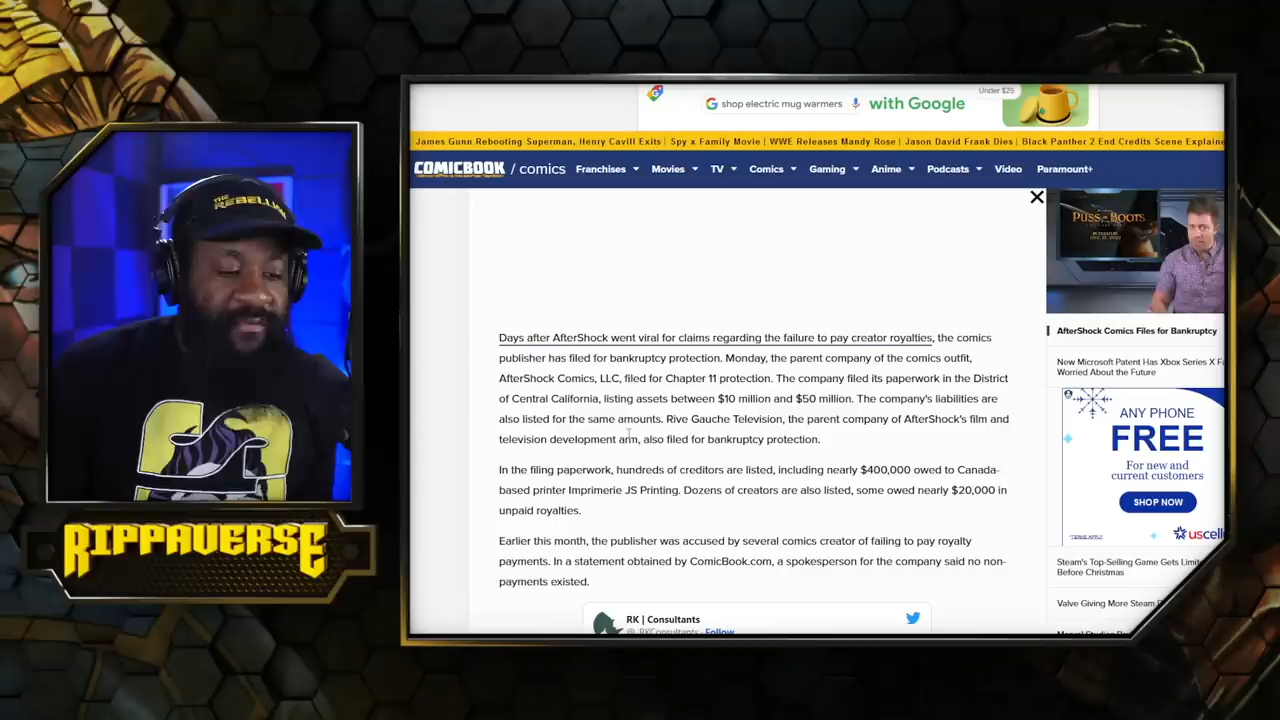 Under $25
shop electric mug warmers
with Google
James Gunn Rebooting Superman, Henry Cavill Exits | Spy x Family Movie | WWE Releases Mandy Rose | Jason David Frank Dies | Black Panther 2 End Credits Scene Explaine
COMICBOOK / comics
Franchises
Movies
TV
Comics
Gaming
Anime
Podcasts
Video
Paramount+
THE
REBELLION
PUSS IN BOOTS
Days after AfterShock went viral for claims regarding the failure to pay creator royalties, the comics
publisher has filed for bankruptcy protection. Monday, the parent company of the comics outfit,
AfterShock Comics, LLC, filed for Chapter 11 protection. The company filed its paperwork in the District
of Central California, listing assets between $10 million and $50 million. The company's liabilities are
also listed for the same amounts. Rive Gauche Television, the parent company of AfterShock's film and
television development arm, also filed for bankruptcy protection.
In the filing paperwork, hundreds of creditors are listed, including nearly $400,000 owed to Canada-
based printer Imprimerie JS Printing. Dozens of creators are also listed, some owed nearly $20,000 in
unpaid royalties.
Earlier this month, the publisher was accused by several comics creator of failing to pay royalty
payments. In a statement obtained by ComicBook.com, a spokesperson for the company said no non-
payments existed.
RK | Consultants
@_RKConsultants · Follow
AfterShock Comics Files for Bankruptcy
New Microsoft Patent Has Xbox Series X F
Worried About the Future
ANY PHONE
FREE
For new and
current customers
SHOP NOW
*TERMS APPLY
uscell
Steam's Top-Selling Game Gets Limite
Before Christmas
Valve Giving More Steam
RIPPAVERSE